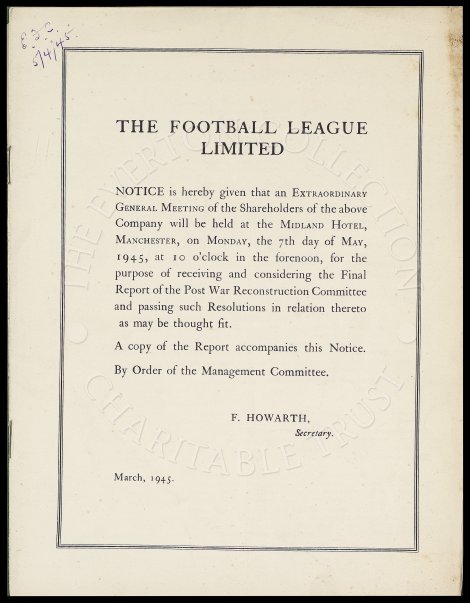 E.F.C.
5/4/45.
THE FOOTBALL LEAGUE
LIMITED
NOTICE is hereby given that an EXTRAORDINARY
GENERAL MEETING of the Shareholders of the above
Company will be held at the MIDLAND HOTEL,
MANCHESTER, on MONDAY, the 7th day of MAY,
1945, at 10 o'clock in the forenoon, for the
purpose of receiving and considering the Final
Report of the Post War Reconstruction Committee
and passing such Resolutions in relation thereto
as may be thought fit.
A copy of the Report accompanies this Notice.
By Order of the Management Committee.
F. HOWARTH,
Secretary.
March, 1945.
THE EVERTON COLLECTION
CHARITABLE TRUST